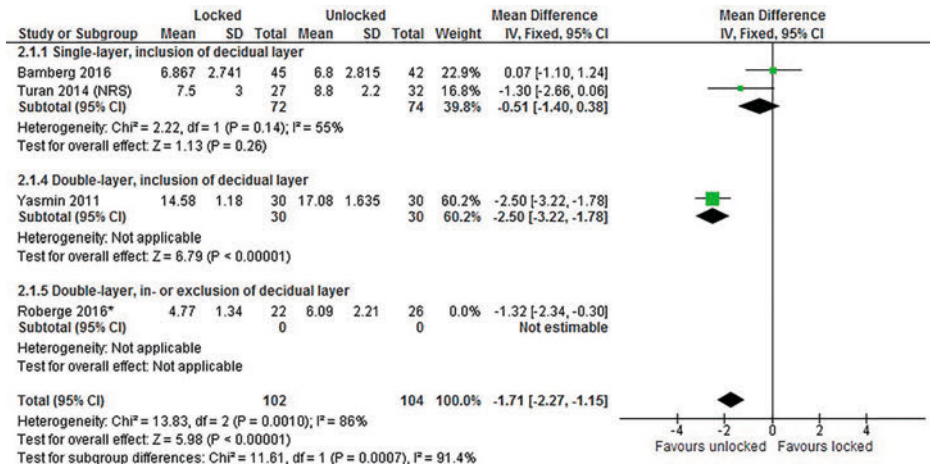 Locked Unlocked Mean Difference Mean Difference
Study or Subgroup Mean SD Total Mean SD Total Weight IV, Fixed, 95% CI IV, Fixed, 95% CI
2.1.1 Single-layer, inclusion of decidual layer
Bamberg 2016 6.867 2.741 45 6.8 2.815 42 22.9% 0.07 [-1.10, 1.24]
Turan 2014 (NRS) 7.5 3 27 8.8 2.2 32 16.8% -1.30 [-2.66, 0.06]
Subtotal (95% CI) 72 74 39.8% -0.51 [-1.40, 0.38]
Heterogeneity: Chi² = 2.22, df = 1 (P = 0.14); I² = 55%
Test for overall effect: Z = 1.13 (P = 0.26)
2.1.4 Double-layer, inclusion of decidual layer
Yasmin 2011 14.58 1.18 30 17.08 1.635 30 60.2% -2.50 [-3.22, -1.78]
Subtotal (95% CI) 30 30 60.2% -2.50 [-3.22, -1.78]
Heterogeneity: Not applicable
Test for overall effect: Z = 6.79 (P < 0.00001)
2.1.5 Double-layer, in- or exclusion of decidual layer
Roberge 2016* 4.77 1.34 22 6.09 2.21 26 0.0% -1.32 [-2.34, -0.30]
Subtotal (95% CI) 0 0 Not estimable
Heterogeneity: Not applicable
Test for overall effect: Not applicable
Total (95% CI) 102 104 100.0% -1.71 [-2.27, -1.15]
Heterogeneity: Chi² = 13.83, df = 2 (P = 0.0010); I² = 86%
Test for overall effect: Z = 5.98 (P < 0.00001)
Test for subgroup differences: Chi² = 11.61, df = 1 (P = 0.0007), I² = 91.4%
-4 -2 0 2 4
Favours unlocked Favours locked